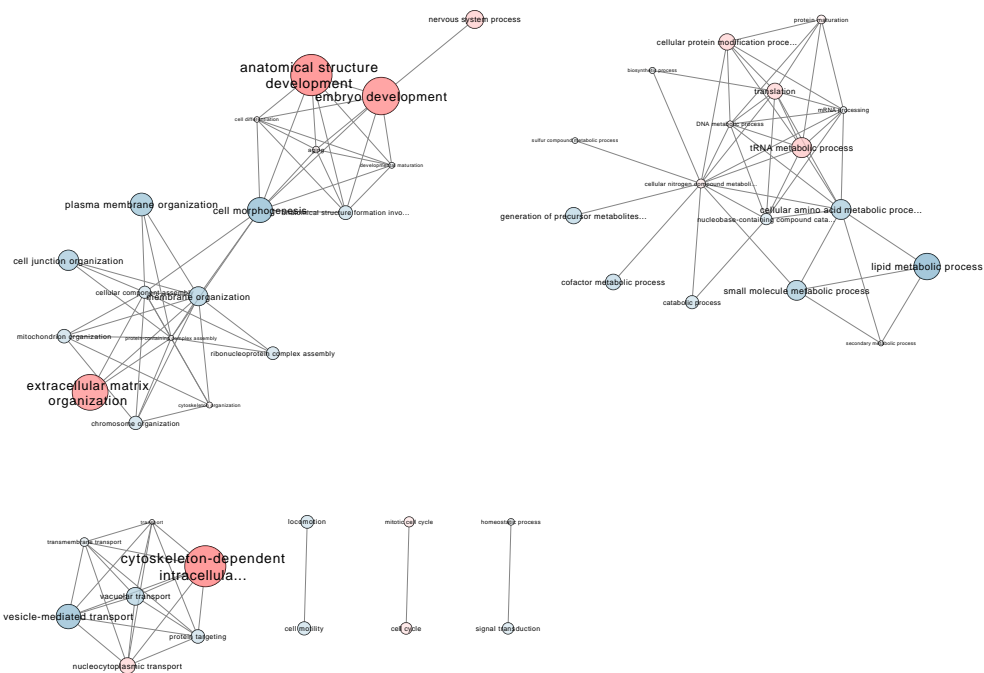 nervous system process
protein maturation
cellular protein modification proce...
anatomical structure
development
biosynthetic process
embryo development
translation
mRNA processing
cell differentiation
DNA metabolic process
sulfur compound metabolic process
aging
tRNA metabolic process
developmental maturation
cellular nitrogen compound metaboli...
plasma membrane organization
cell morphogenesis
anatomical structure formation invo...
generation of precursor metabolites...
nucleobase-containing compound cata...
cellular amino acid metabolic proce...
cell junction organization
lipid metabolic process
cellular component assembly
membrane organization
cofactor metabolic process
small molecule metabolic process
catabolic process
mitochondrion organization
protein-containing complex assembly
secondary metabolic process
ribonucleoprotein complex assembly
extracellular matrix
organization
cytoskeleton organization
chromosome organization
transport
locomotion
mitotic cell cycle
homeostatic process
transmembrane transport
cytoskeleton-dependent
intracellula...
vacuolar transport
vesicle-mediated transport
cell motility
cell cycle
signal transduction
protein targeting
nucleocytoplasmic transport